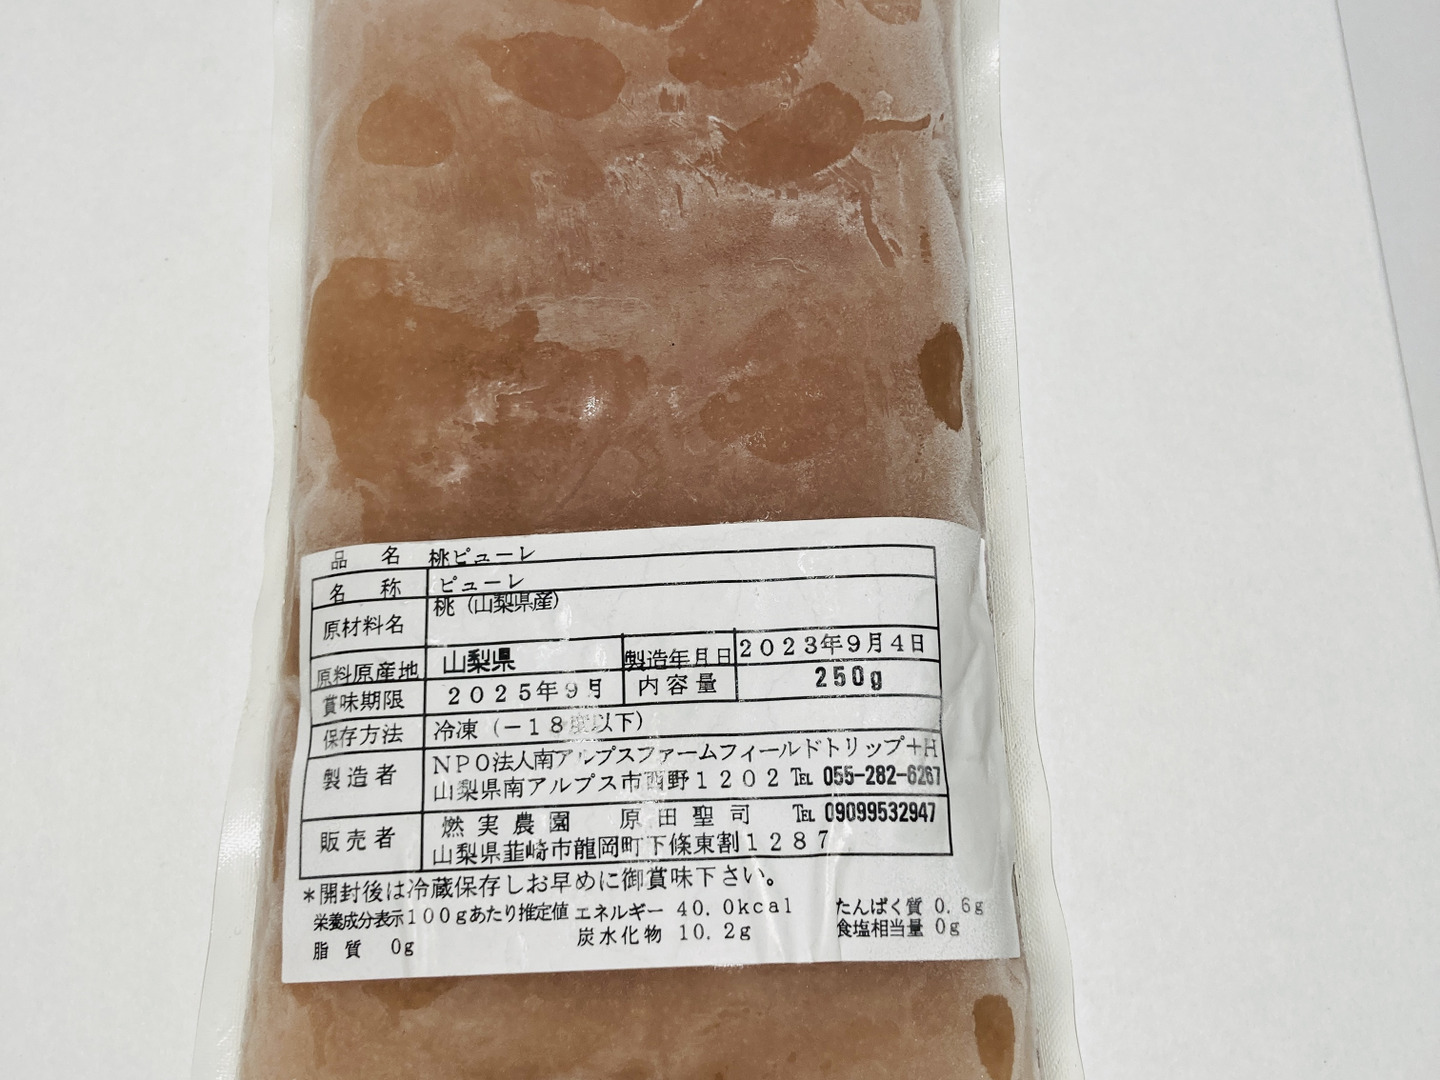 品 名 桃ピューレ
名 称 ピューレ
原材料名 桃（山梨県産）
原料原産地 山梨県 製造年月日 2023年9月4日
賞味期限 2025年9月 内容量 250g
保存方法 冷凍（－18度以下）
製造者 NPO法人南アルプスファームフィールドトリップ+H
山梨県南アルプス市西野1202 ℡ 055-282-6267
販売者 燃実農園 原田聖司 ℡ 09099532947
山梨県韮崎市龍岡町下條東割1287
*開封後は冷蔵保存しお早めに御賞味下さい。
栄養成分表示100gあたり推定値 エネルギー 40.0kcal たんぱく質 0.6g
脂質 0g 炭水化物 10.2g 食塩相当量 0g